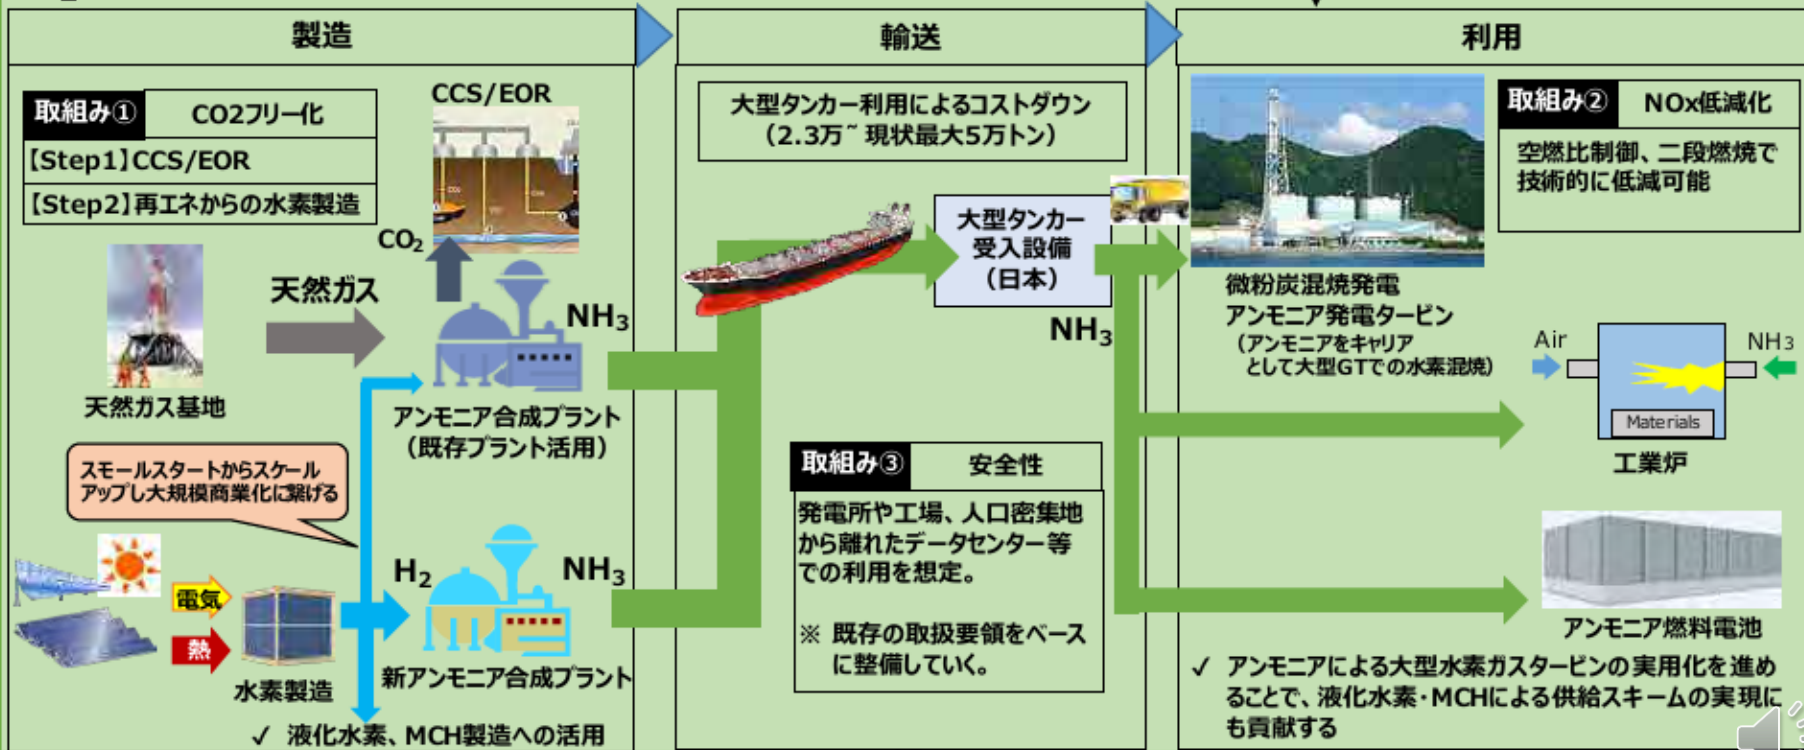 製造
輸送
利用
取組み①
CO2フリー化
【Step1】CCS/EOR
【Step2】再エネからの水素製造
CCS/EOR
CO₂
天然ガス
NH₃
天然ガス基地
アンモニア合成プラント
（既存プラント活用）
スモールスタートからスケール
アップし大規模商業化に繋げる
電気
熱
水素製造
H₂
NH₃
新アンモニア合成プラント
✓ 液化水素、MCH製造への活用
大型タンカー利用によるコストダウン
（2.3万~現状最大5万トン）
大型タンカー
受入設備
（日本）
NH₃
取組み③
安全性
発電所や工場、人口密集地
から離れたデータセンター等
での利用を想定。
※ 既存の取扱要領をベース
に整備していく。
取組み②
NOx低減化
空燃比制御、二段燃焼で
技術的に低減可能
微粉炭混焼発電
アンモニア発電タービン
（アンモニアをキャリア
として大型GTでの水素混焼）
Air
NH₃
Materials
工業炉
アンモニア燃料電池
✓ アンモニアによる大型水素ガスタービンの実用化を進め
ることで、液化水素・MCHによる供給スキームの実現に
も貢献する